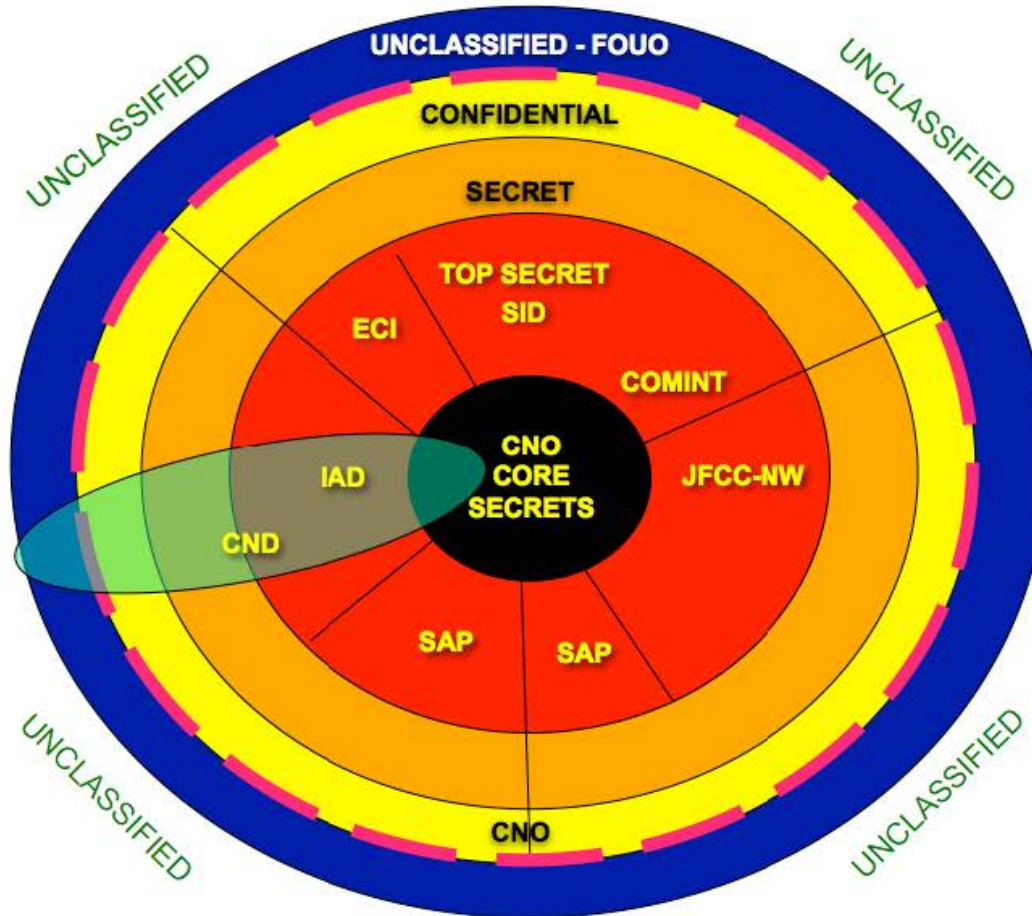 UNCLASSIFIED - FOUO
UNCLASSIFIED
UNCLASSIFIED
CONFIDENTIAL
SECRET
TOP SECRET
SID
ECI
COMINT
CNO
CORE
SECRETS
IAD
JFCC-NW
CND
SAP
SAP
CNO
UNCLASSIFIED
UNCLASSIFIED